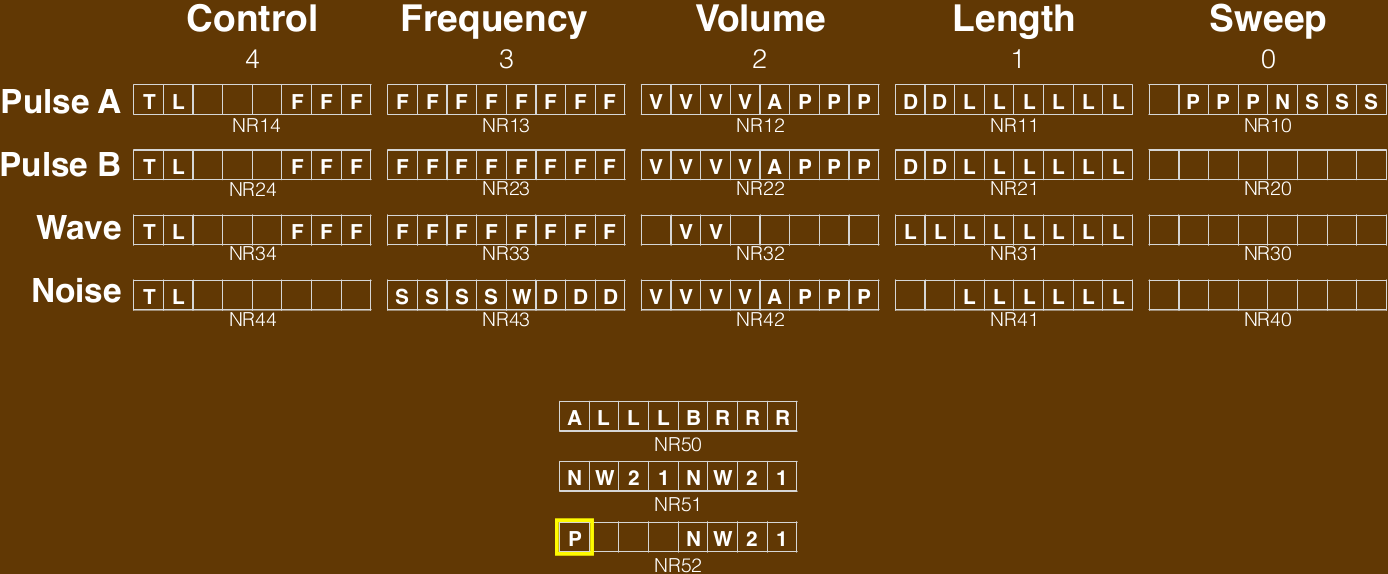 Control Frequency Volume Length Sweep
4 3 2 1 0
Pulse A T L F F F F F F F F F F F V V V V A P P P D D L L L L L L P P P N S S S
NR14 NR13 NR12 NR11 NR10
Pulse B T L F F F F F F F F F F F V V V V A P P P D D L L L L L L
NR24 NR23 NR22 NR21 NR20
Wave T L F F F F F F F F F F F V V L L L L L L L L
NR34 NR33 NR32 NR31 NR30
Noise T L S S S S W D D D V V V V A P P P L L L L L L
NR44 NR43 NR42 NR41 NR40
A L L L B R R R
NR50
N W 2 1 N W 2 1
NR51
P N W 2 1
NR52